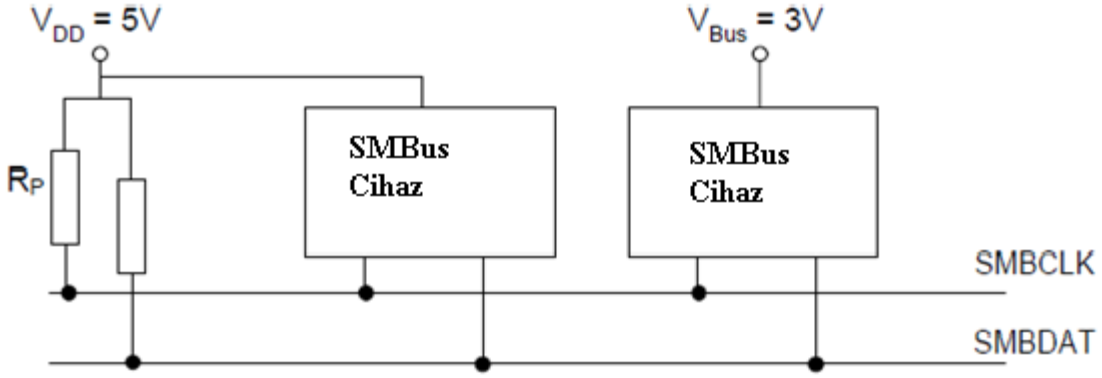 V_DD = 5V
V_Bus = 3V
SMBus
Cihaz
SMBus
Cihaz
R_P
SMBCLK
SMBDAT